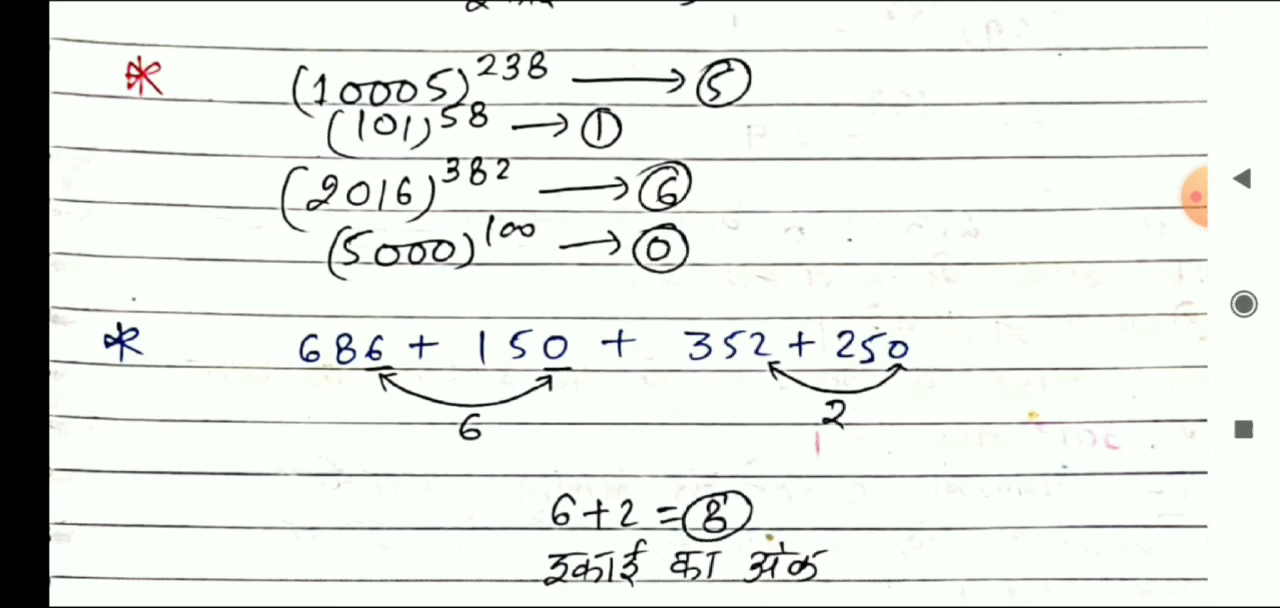 * (10005)^238 ⟶ 5
(101)^58 → 1
(2016)^382 ⟶ 6
(5000)^100 → 0
* 686 + 150 + 352 + 250
6 2
6+2 = 8
इकाई का अंक